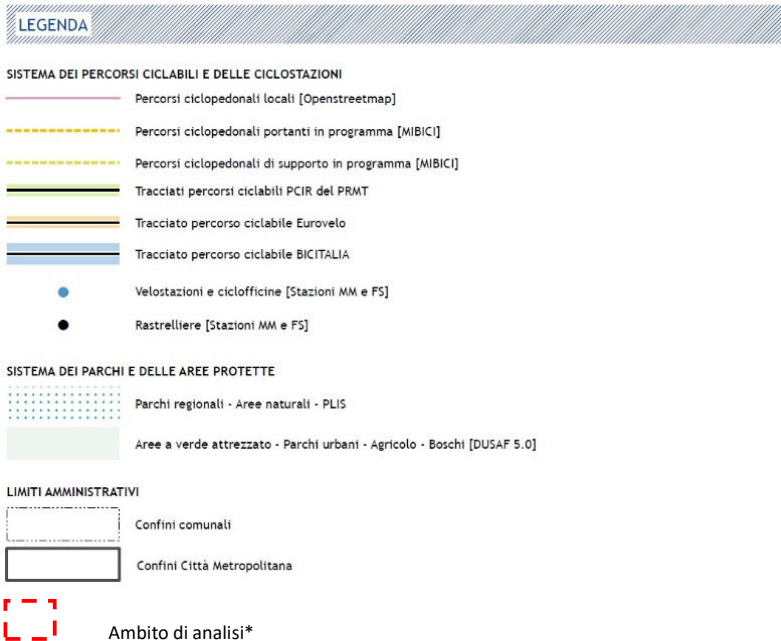 LEGENDA
SISTEMA DEI PERCORSI CICLABILI E DELLE CICLOSTAZIONI
Percorsi ciclopedonali locali [Openstreetmap]
Percorsi ciclopedonali portanti in programma [MIBICI]
Percorsi ciclopedonali di supporto in programma [MIBICI]
Tracciati percorsi ciclabili PCIR del PRMT
Tracciato percorso ciclabile Eurovelo
Tracciato percorso ciclabile BICITALIA
Velostazioni e ciclofficine [Stazioni MM e FS]
Rastrelliere [Stazioni MM e FS]
SISTEMA DEI PARCHI E DELLE AREE PROTETTE
Parchi regionali - Aree naturali - PLIS
Aree a verde attrezzato - Parchi urbani - Agricolo - Boschi [DUSAF 5.0]
LIMITI AMMINISTRATIVI
Confini comunali
Confini Città Metropolitana
Ambito di analisi*